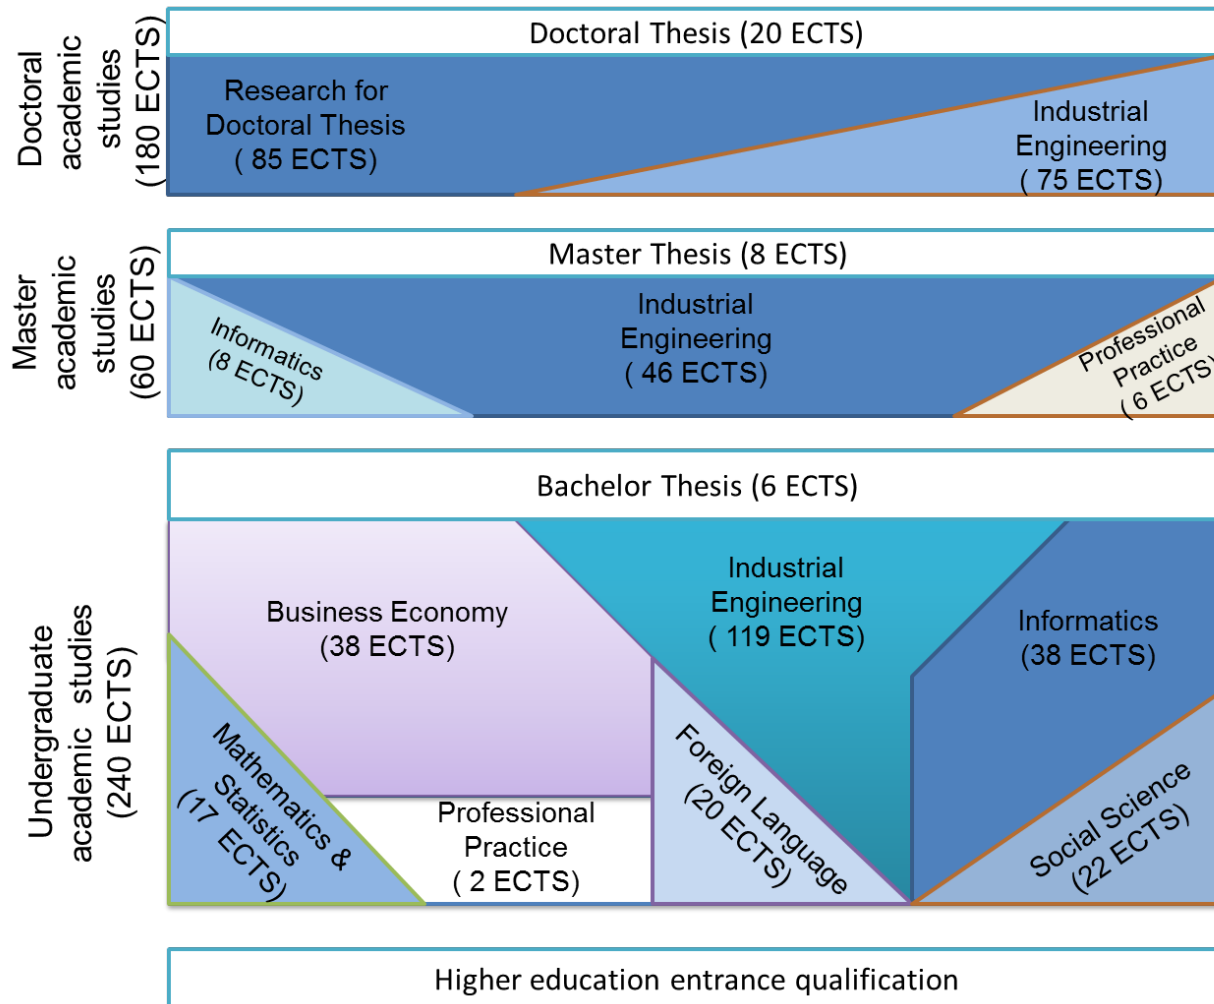 Doctoral
academic
studies
(180 ECTS)
Doctoral Thesis (20 ECTS)
Research for
Doctoral Thesis
( 85 ECTS)
Industrial
Engineering
( 75 ECTS)
Master
academic
studies
(60 ECTS)
Master Thesis (8 ECTS)
Informatics
(8 ECTS)
Industrial
Engineering
( 46 ECTS)
Professional
Practice
( 6 ECTS)
Undergraduate
academic studies
(240 ECTS)
Bachelor Thesis (6 ECTS)
Business Economy
(38 ECTS)
Industrial
Engineering
( 119 ECTS)
Informatics
(38 ECTS)
Mathematics &
Statistics
(17 ECTS)
Professional
Practice
( 2 ECTS)
Foreign Language
(20 ECTS)
Social Science
(22 ECTS)
Higher education entrance qualification